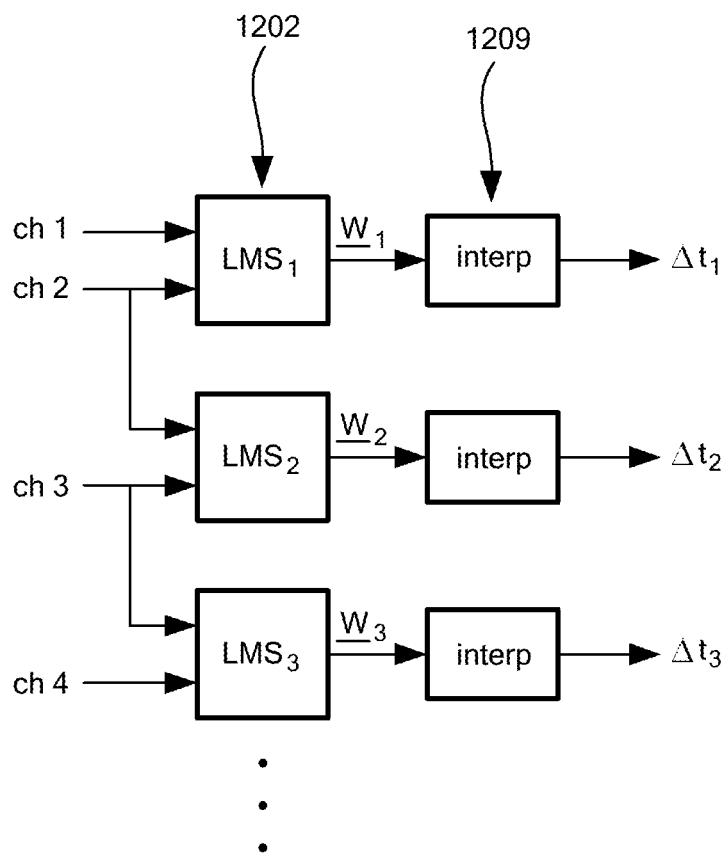 1202
1209
ch 1
ch 2
LMS₁
W₁
interp
Δt₁
LMS₂
W₂
interp
Δt₂
ch 3
LMS₃
W₃
interp
Δt₃
ch 4